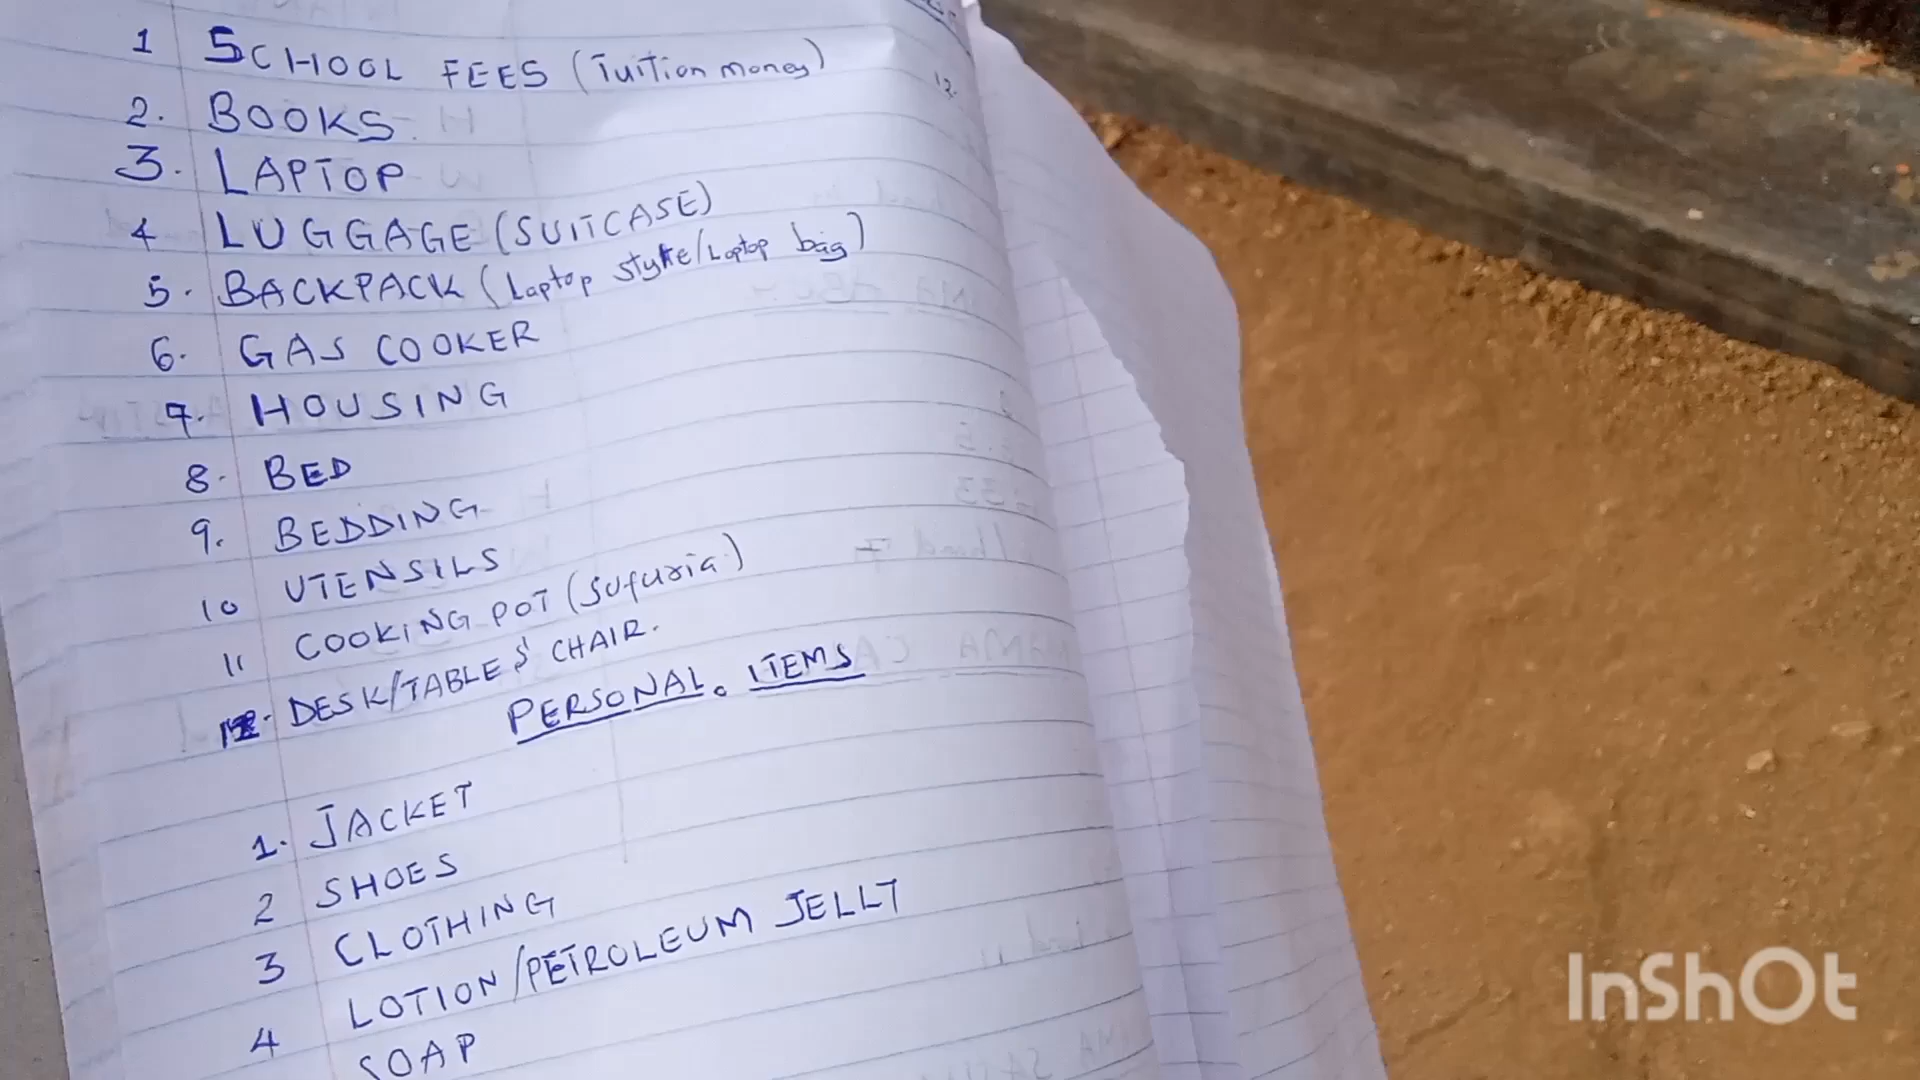 1 SCHOOL FEES (Tuition money)
2. BOOKS
3. LAPTOP
4 LUGGAGE (SUITCASE)
5. BACKPACK (Laptop style/Laptop bag)
6. GAS COOKER
7. HOUSING
8. BED
9. BEDDING
10 UTENSILS
11 COOKING POT (Sufuria)
12. DESK/TABLE & CHAIR.
PERSONAL. ITEMS
1. JACKET
2 SHOES
3 CLOTHING
4 LOTION/PETROLEUM JELLY
SOAP
12.
InShOt